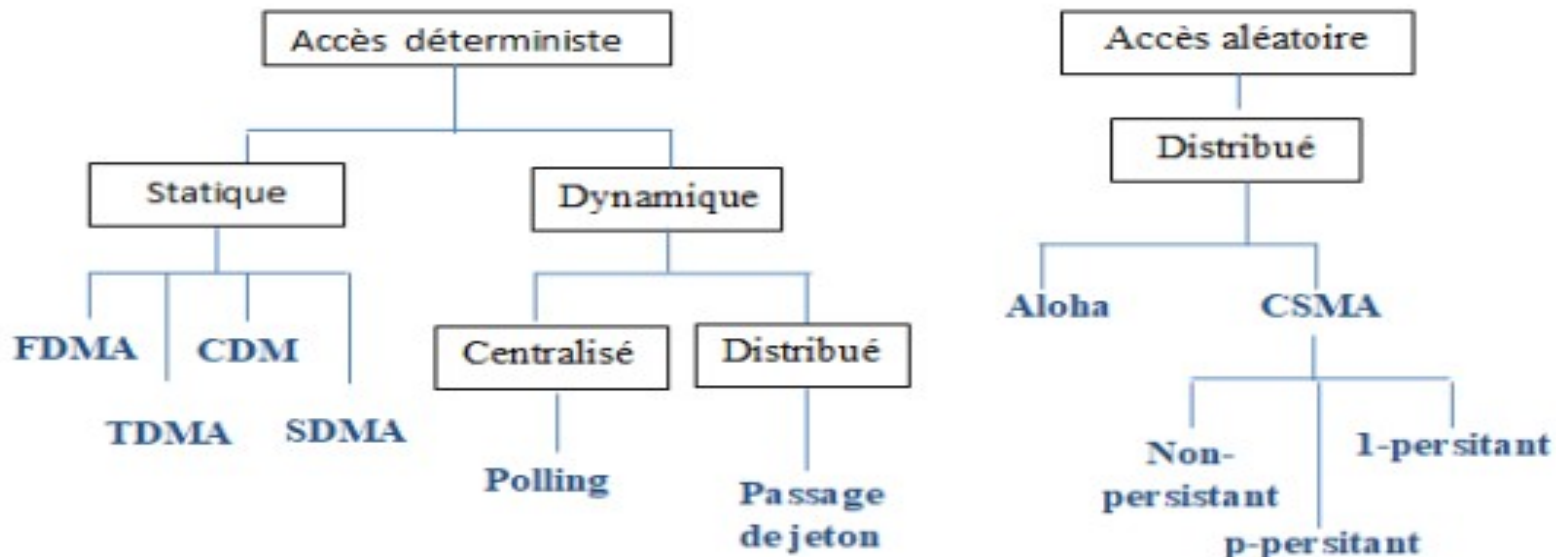 Accès déterministe
Accès aléatoire
Distribué
Statique
Dynamique
Aloha
CSMA
FDMA
CDM
Centralisé
Distribué
TDMA
SDMA
Non-
persistant
1-persitant
Polling
Passage
de jeton
p-persitant